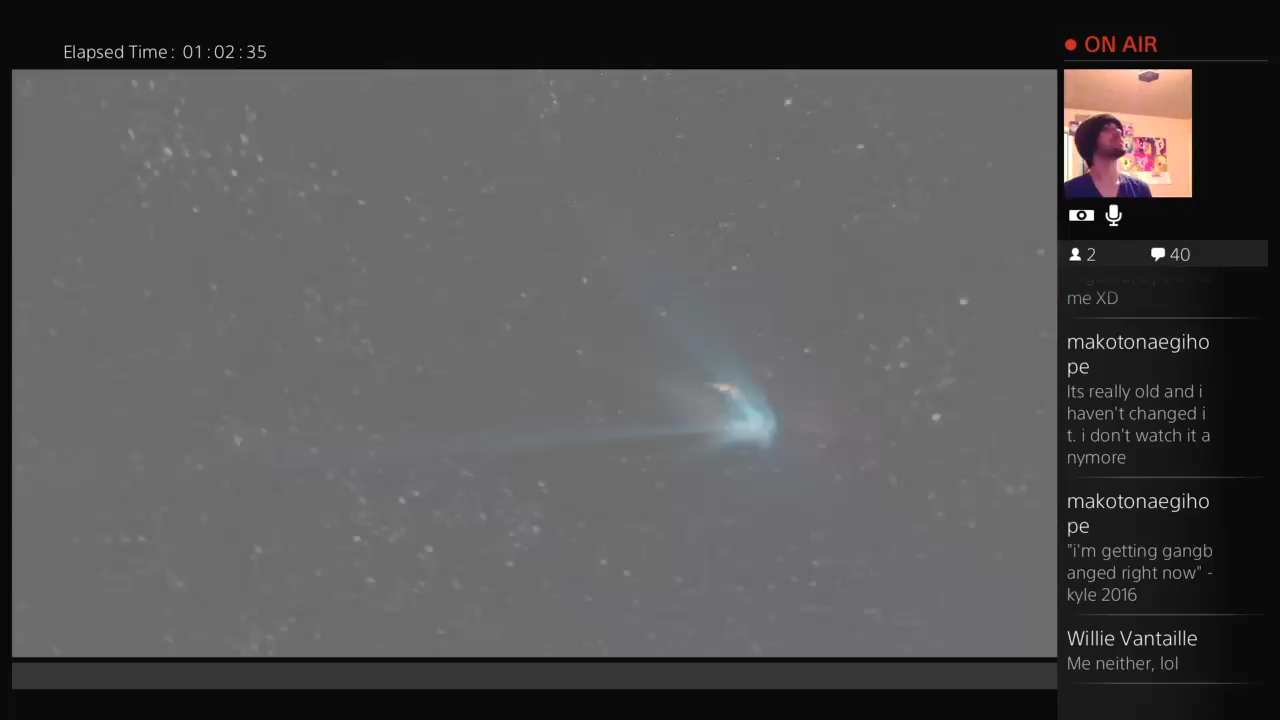 Elapsed Time: 01:02:35
ON AIR
2
40
me XD
makotonaegiho
pe
Its really old and i
haven't changed i
t. i don't watch it a
nymore
makotonaegiho
pe
"i'm getting gangb
anged right now" -
kyle 2016
Willie Vantaille
Me neither, lol